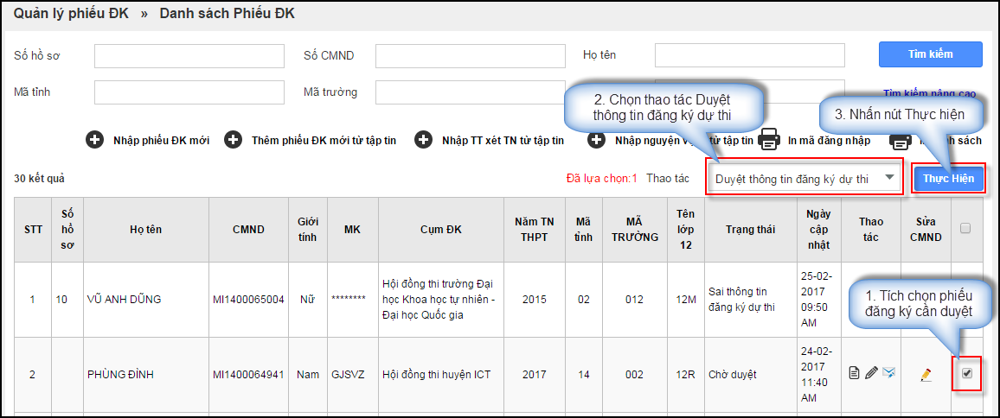 Quản lý phiếu ĐK » Danh sách Phiếu ĐK
Số hồ sơ
Số CMND
Họ tên
Tìm kiếm
Mã tỉnh
Mã trường
Tìm kiếm nâng cao
2. Chọn thao tác Duyệt
thông tin đăng ký dự thi
3. Nhấn nút Thực hiện
Nhập phiếu ĐK mới
Thêm phiếu ĐK mới từ tập tin
Nhập TT xét TN từ tập tin
Nhập nguyện từ tập tin
In mã đăng nhập
sách
30 kết quả
Đã lựa chọn:1 Thao tác
Duyệt thông tin đăng ký dự thi
Thực Hiện
STT
Số
hồ
sơ
Họ tên
CMND
Giới
tính
MK
Cụm ĐK
Năm TN
THPT
Mã
tỉnh
MÃ
TRƯỜNG
Tên
lớp
12
Trạng thái
Ngày
cập
nhật
Thao
tác
Sửa
CMND
1
10
VŨ ANH DŨNG
MI1400065004
Nữ
********
Hội đồng thi trường Đại
học Khoa học tự nhiên -
Đại học Quốc gia
2015
02
012
12M
Sai thông tin
đăng ký dự thi
25-02-
2017
09:50
AM
1. Tích chọn phiếu
đăng ký cần duyệt
2
PHÙNG ĐÌNH
MI1400064941
Nam
GJSVZ
Hội đồng thi huyện ICT
2017
14
002
12R
Chờ duyệt
24-02-
2017
11:40
AM